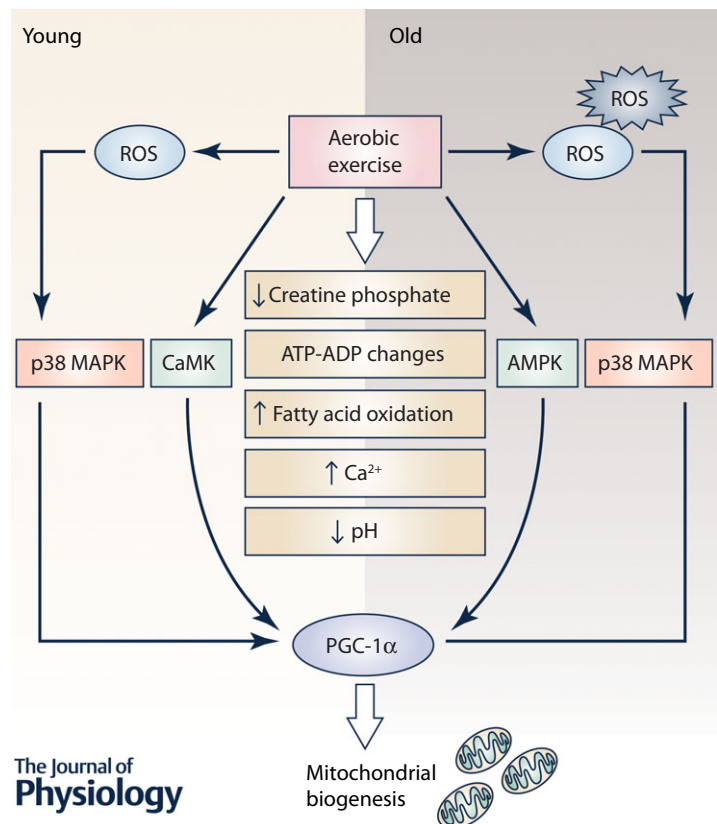 Young
Old
ROS
ROS
Aerobic
exercise
ROS
↓ Creatine phosphate
p38 MAPK
CaMK
ATP-ADP changes
AMPK
p38 MAPK
↑ Fatty acid oxidation
↑ Ca²⁺
↓ pH
PGC-1α
The Journal of
Physiology
Mitochondrial
biogenesis